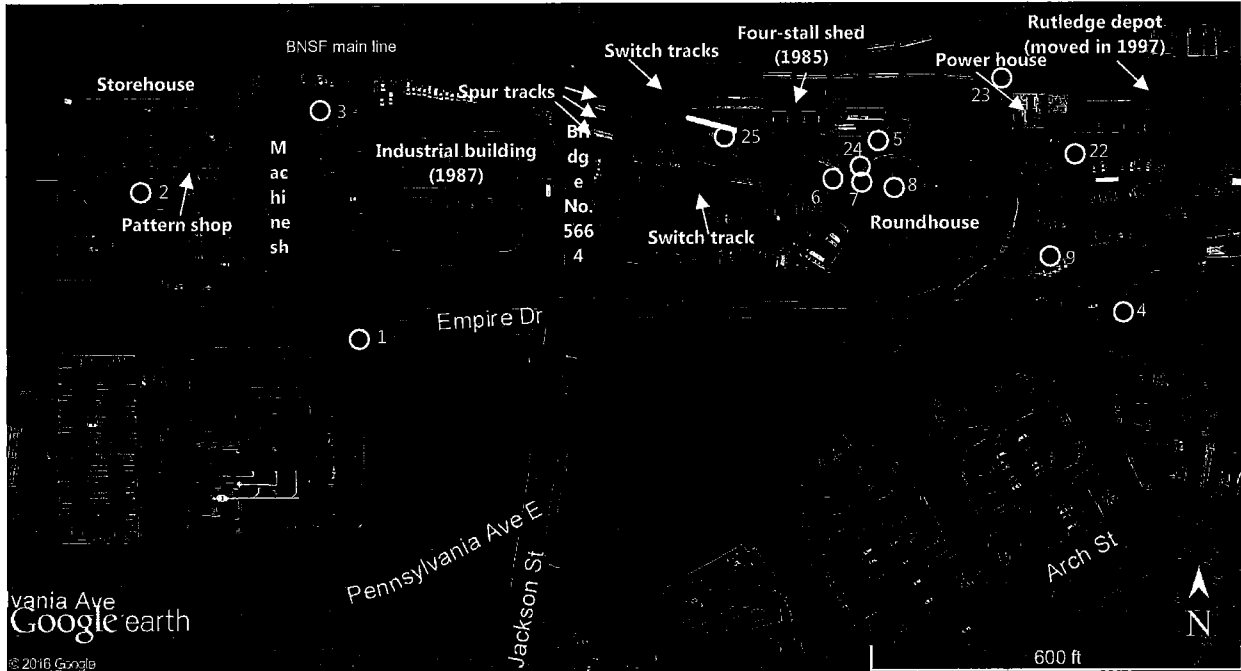 Four-stall shed
(1985)
Rutledge depot
(moved in 1997)
BNSF main line
Switch tracks
Power house
Storehouse
Spur tracks
23
3
Bri
dg
e
No.
566
4
25
5
M
ac
hi
ne
sh
Industrial building
(1987)
24
22
2
6
7
8
Pattern shop
Switch track
Roundhouse
9
Empire Dr
4
1
Pennsylvania Ave E
Jackson St
Arch St
lvania Ave
Google earth
N
© 2016 Google
600 ft